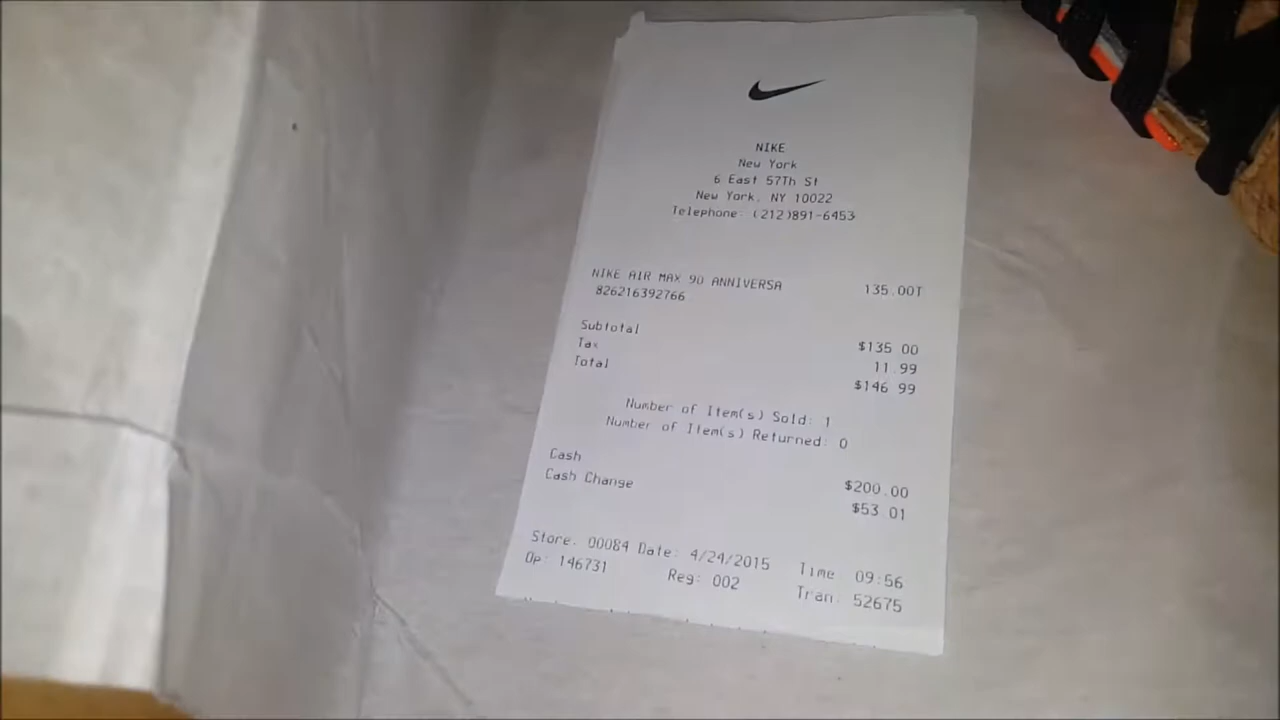 NIKE
New York
6 East 57Th St
New York, NY 10022
Telephone: (212)891-6453
NIKE AIR MAX 90 ANNIVERSA 135.00T
826216392766
Subtotal $135.00
Tax 11.99
Total $146.99
Number of Item(s) Sold: 1
Number of Item(s) Returned: 0
Cash $200.00
Cash Change $53.01
Store: 00084 Date: 4/24/2015 Time 09:56
Op: 146731 Reg: 002 Tran: 52675